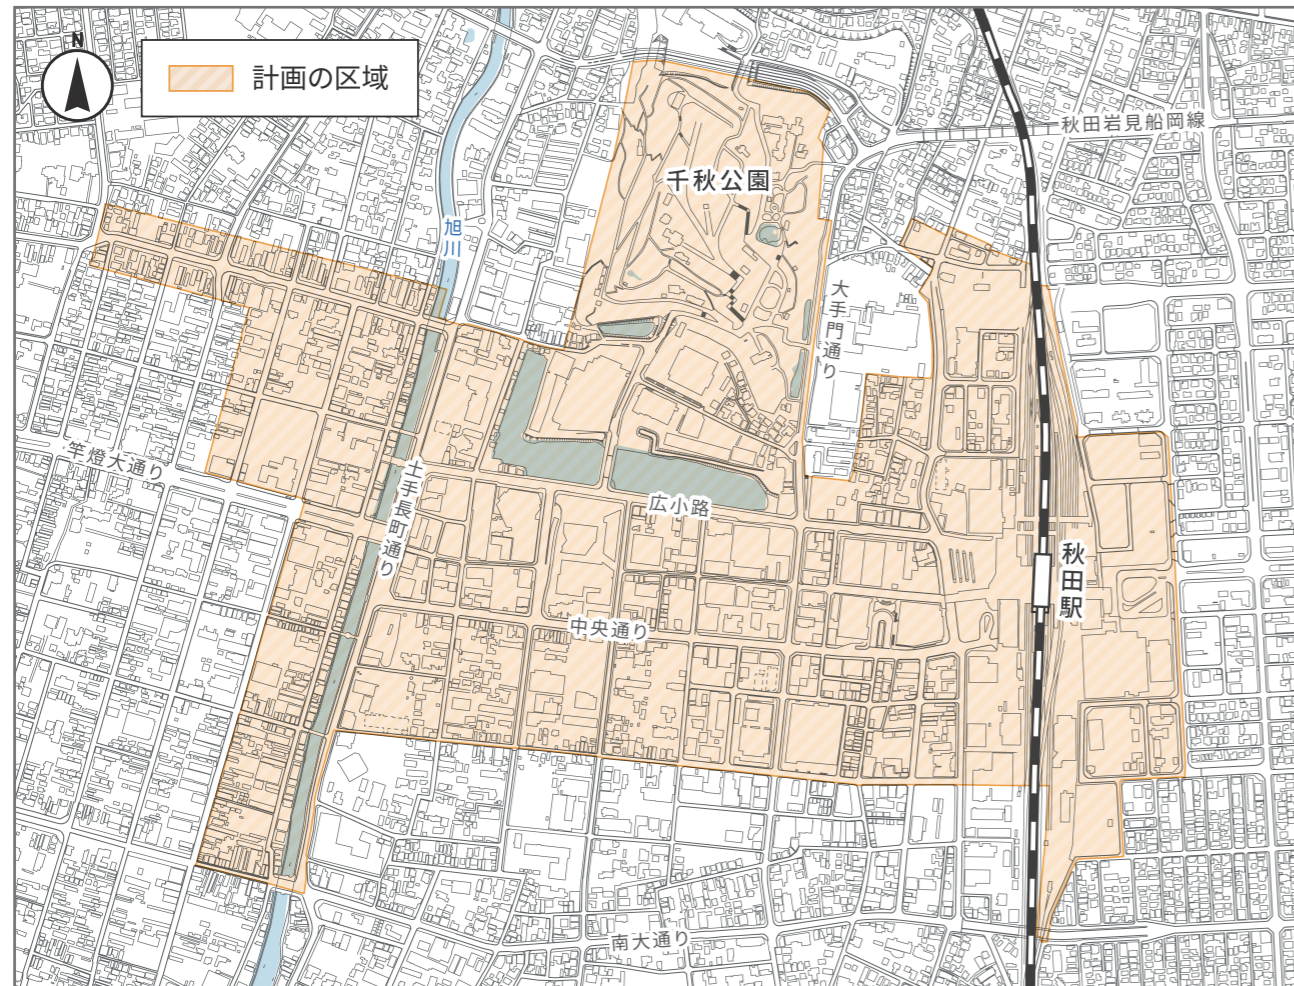 N
計画の区域
秋田岩見船岡線
千秋公園
旭川
大手門通り
竿燈大通り
土手長町通り
広小路
秋田駅
中央通り
南大通り